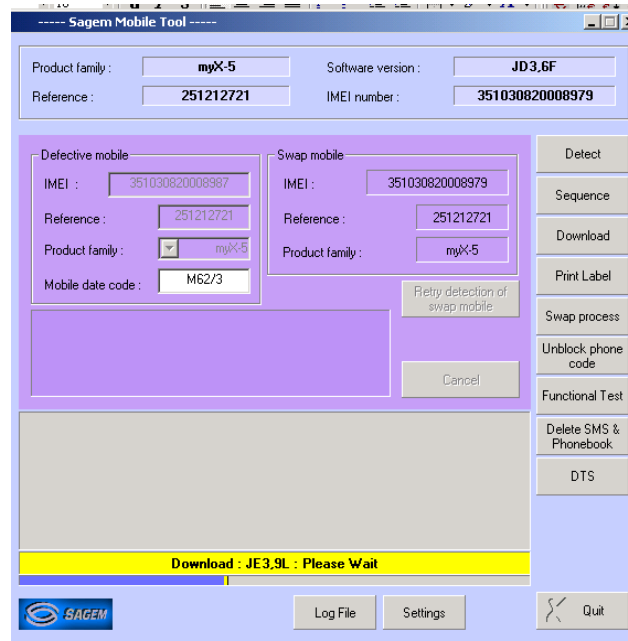 ----- Sagem Mobile Tool -----
Product family : myX-5 Software version : JD3,6F
Reference : 251212721 IMEI number : 351030820008979
Defective mobile
IMEI : 351030820008987
Reference : 251212721
Product family : myX-5
Mobile date code : M62/3
Swap mobile
IMEI : 351030820008979
Reference : 251212721
Product family : myX-5
Retry detection of
swap mobile
Cancel
Detect
Sequence
Download
Print Label
Swap process
Unblock phone
code
Functional Test
Delete SMS &
Phonebook
DTS
Download : JE3,9L : Please Wait
SAGEM
Log File
Settings
Quit